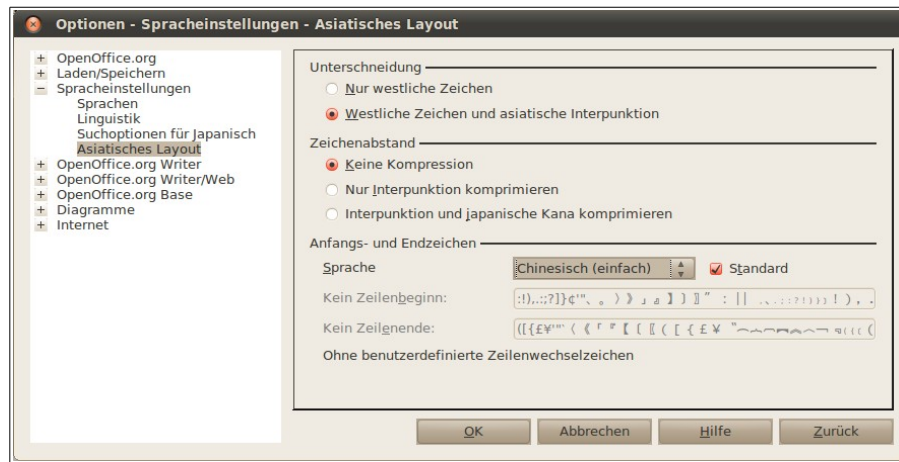 Optionen - Spracheinstellungen - Asiatisches Layout
OpenOffice.org
Laden/Speichern
Spracheinstellungen
Sprachen
Linguistik
Suchoptionen für Japanisch
Asiatisches Layout
OpenOffice.org Writer
OpenOffice.org Writer/Web
OpenOffice.org Base
Diagramme
Internet
Unterschneidung
Nur westliche Zeichen
Westliche Zeichen und asiatische Interpunktion
Zeichenabstand
Keine Kompression
Nur Interpunktion komprimieren
Interpunktion und japanische Kana komprimieren
Anfangs- und Endzeichen
Sprache Chinesisch (einfach) Standard
Kein Zeilenbeginn:
Kein Zeilenende:
Ohne benutzerdefinierte Zeilenwechselzeichen
OK Abbrechen Hilfe Zurück